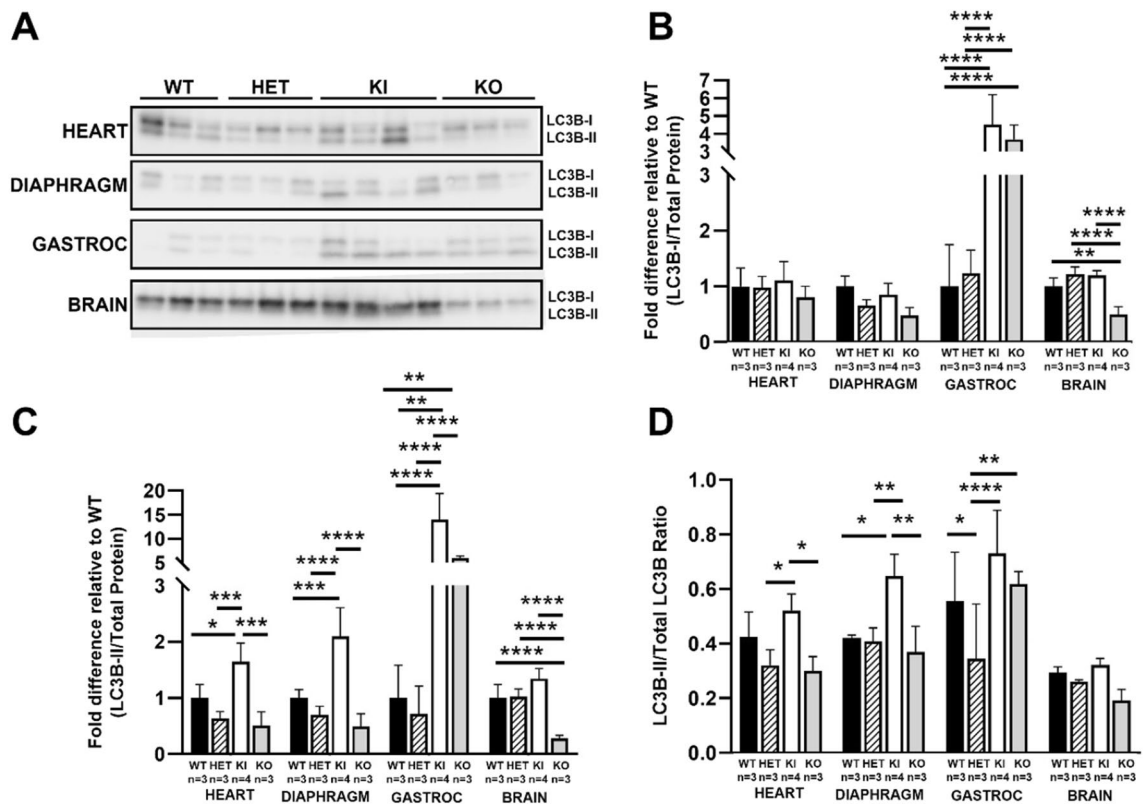 A
WT HET KI KO
HEART
LC3B-I
LC3B-II
DIAPHRAGM
LC3B-I
LC3B-II
GASTROC
LC3B-I
LC3B-II
BRAIN
LC3B-I
LC3B-II
B
Fold difference relative to WT
(LC3B-I/Total Protein)
7
6
5
4
3
2
1
0
****
****
****
****
****
****
**
WT HET KI KO WT HET KI KO WT HET KI KO WT HET KI KO
n=3 n=3 n=4 n=3 n=3 n=3 n=4 n=3 n=3 n=3 n=4 n=3 n=3 n=3 n=4 n=3
HEART DIAPHRAGM GASTROC BRAIN
C
Fold difference relative to WT
(LC3B-II/Total Protein)
20
15
10
5
3
2
1
0
***
*
***
****
****
***
**
**
****
****
****
****
****
****
WT HET KI KO WT HET KI KO WT HET KI KO WT HET KI KO
n=3 n=3 n=4 n=3 n=3 n=3 n=4 n=3 n=3 n=3 n=4 n=3 n=3 n=3 n=4 n=3
HEART DIAPHRAGM GASTROC BRAIN
D
LC3B-II/Total LC3B Ratio
1.0
0.8
0.6
0.4
0.2
0.0
*
*
**
*
**
**
****
*
WT HET KI KO WT HET KI KO WT HET KI KO WT HET KI KO
n=3 n=3 n=4 n=3 n=3 n=3 n=4 n=3 n=3 n=3 n=4 n=3 n=3 n=3 n=4 n=3
HEART DIAPHRAGM GASTROC BRAIN